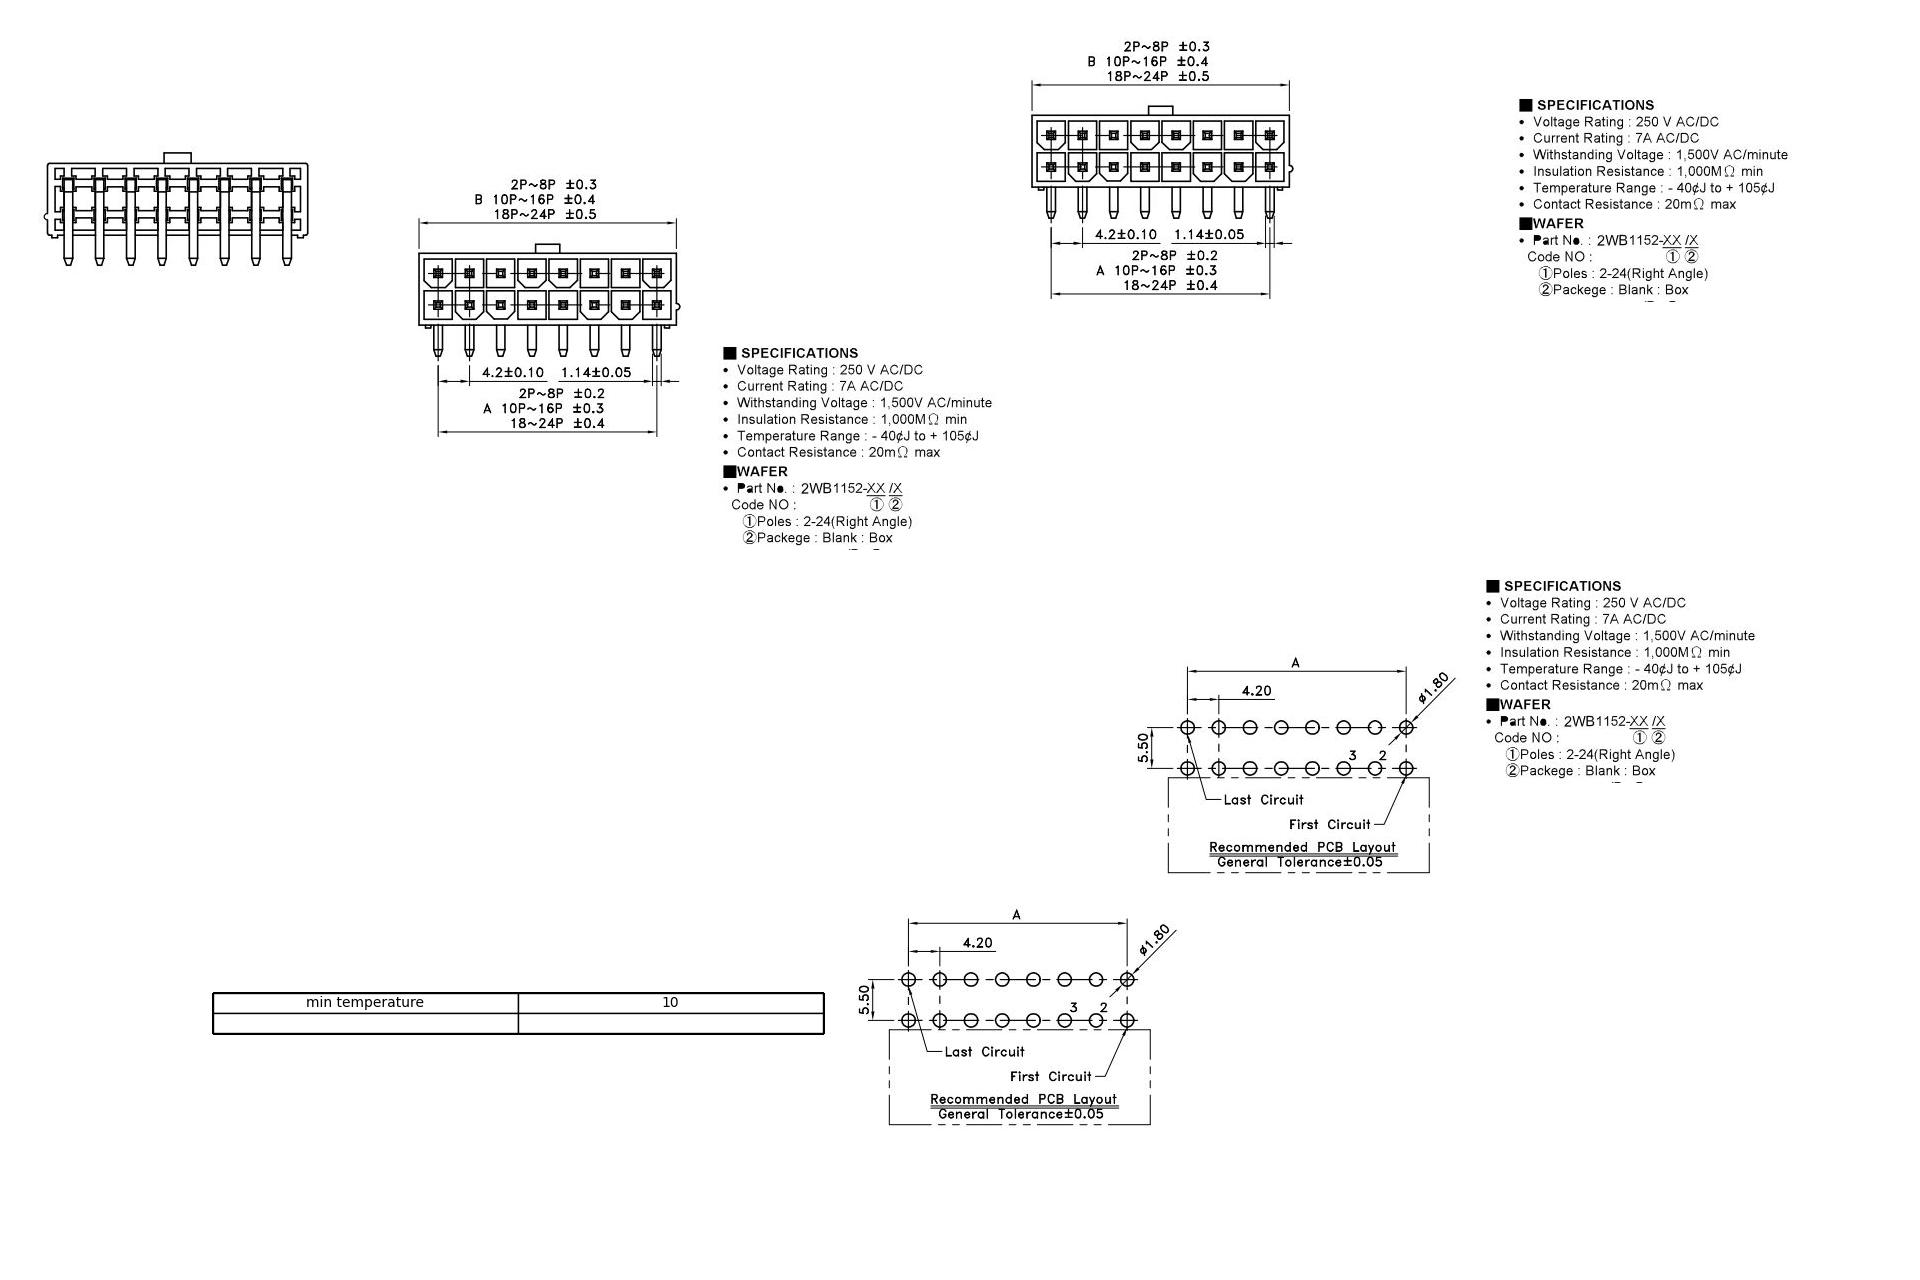 2P~8P ±0.3
B 10P~16P ±0.4
18P~24P ±0.5
4.2±0.10 1.14±0.05
2P~8P ±0.2
A 10P~16P ±0.3
18~24P ±0.4
■ SPECIFICATIONS
• Voltage Rating : 250 V AC/DC
• Current Rating : 7A AC/DC
• Withstanding Voltage : 1,500V AC/minute
• Insulation Resistance : 1,000MΩ min
• Temperature Range : - 40¢J to + 105¢J
• Contact Resistance : 20mΩ max
■WAFER
• Part No. : 2WB1152-XX /X
Code NO : ① ②
①Poles : 2-24(Right Angle)
②Packege : Blank : Box
2P~8P ±0.3
B 10P~16P ±0.4
18P~24P ±0.5
4.2±0.10 1.14±0.05
2P~8P ±0.2
A 10P~16P ±0.3
18~24P ±0.4
■ SPECIFICATIONS
• Voltage Rating : 250 V AC/DC
• Current Rating : 7A AC/DC
• Withstanding Voltage : 1,500V AC/minute
• Insulation Resistance : 1,000MΩ min
• Temperature Range : - 40¢J to + 105¢J
• Contact Resistance : 20mΩ max
■WAFER
• Part No. : 2WB1152-XX /X
Code NO : ① ②
①Poles : 2-24(Right Angle)
②Packege : Blank : Box
■ SPECIFICATIONS
• Voltage Rating : 250 V AC/DC
• Current Rating : 7A AC/DC
• Withstanding Voltage : 1,500V AC/minute
• Insulation Resistance : 1,000MΩ min
• Temperature Range : - 40¢J to + 105¢J
• Contact Resistance : 20mΩ max
■WAFER
• Part No. : 2WB1152-XX /X
Code NO : ① ②
①Poles : 2-24(Right Angle)
②Packege : Blank : Box
A
4.20
ø1.80
5.50
3 2
Last Circuit
First Circuit
Recommended PCB Layout
General Tolerance±0.05
A
4.20
ø1.80
5.50
3 2
Last Circuit
First Circuit
Recommended PCB Layout
General Tolerance±0.05
min temperature 10